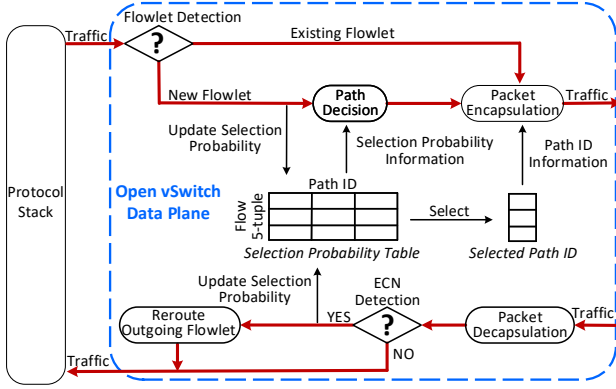 Flowlet Detection
Traffic
?
Existing Flowlet
New Flowlet
Path
Decision
Packet
Encapsulation
Traffic
Update Selection
Probability
Selection Probability
Information
Path ID
Information
Protocol
Stack
Open vSwitch
Data Plane
Path ID
Flow
5-tuple
Select
Selection Probability Table
Selected Path ID
Update Selection
Probability
ECN
Detection
Reroute
Outgoing Flowlet
YES
?
Packet
Decapsulation
Traffic
NO
Traffic